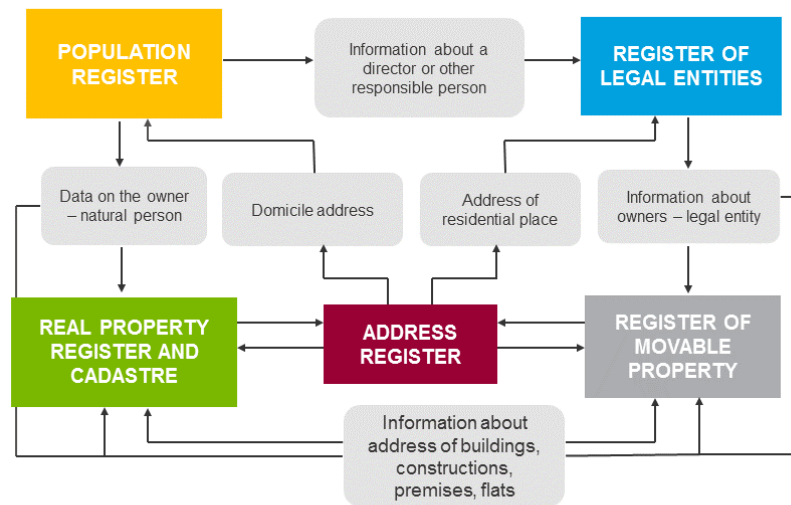 POPULATION
REGISTER
Information about a
director or other
responsible person
REGISTER OF
LEGAL ENTITIES
Data on the owner
– natural person
Domicile address
Address of
residential place
Information about
owners – legal entity
REAL PROPERTY
REGISTER AND
CADASTRE
ADDRESS
REGISTER
REGISTER OF
MOVABLE
PROPERTY
Information about
address of buildings,
constructions,
premises, flats